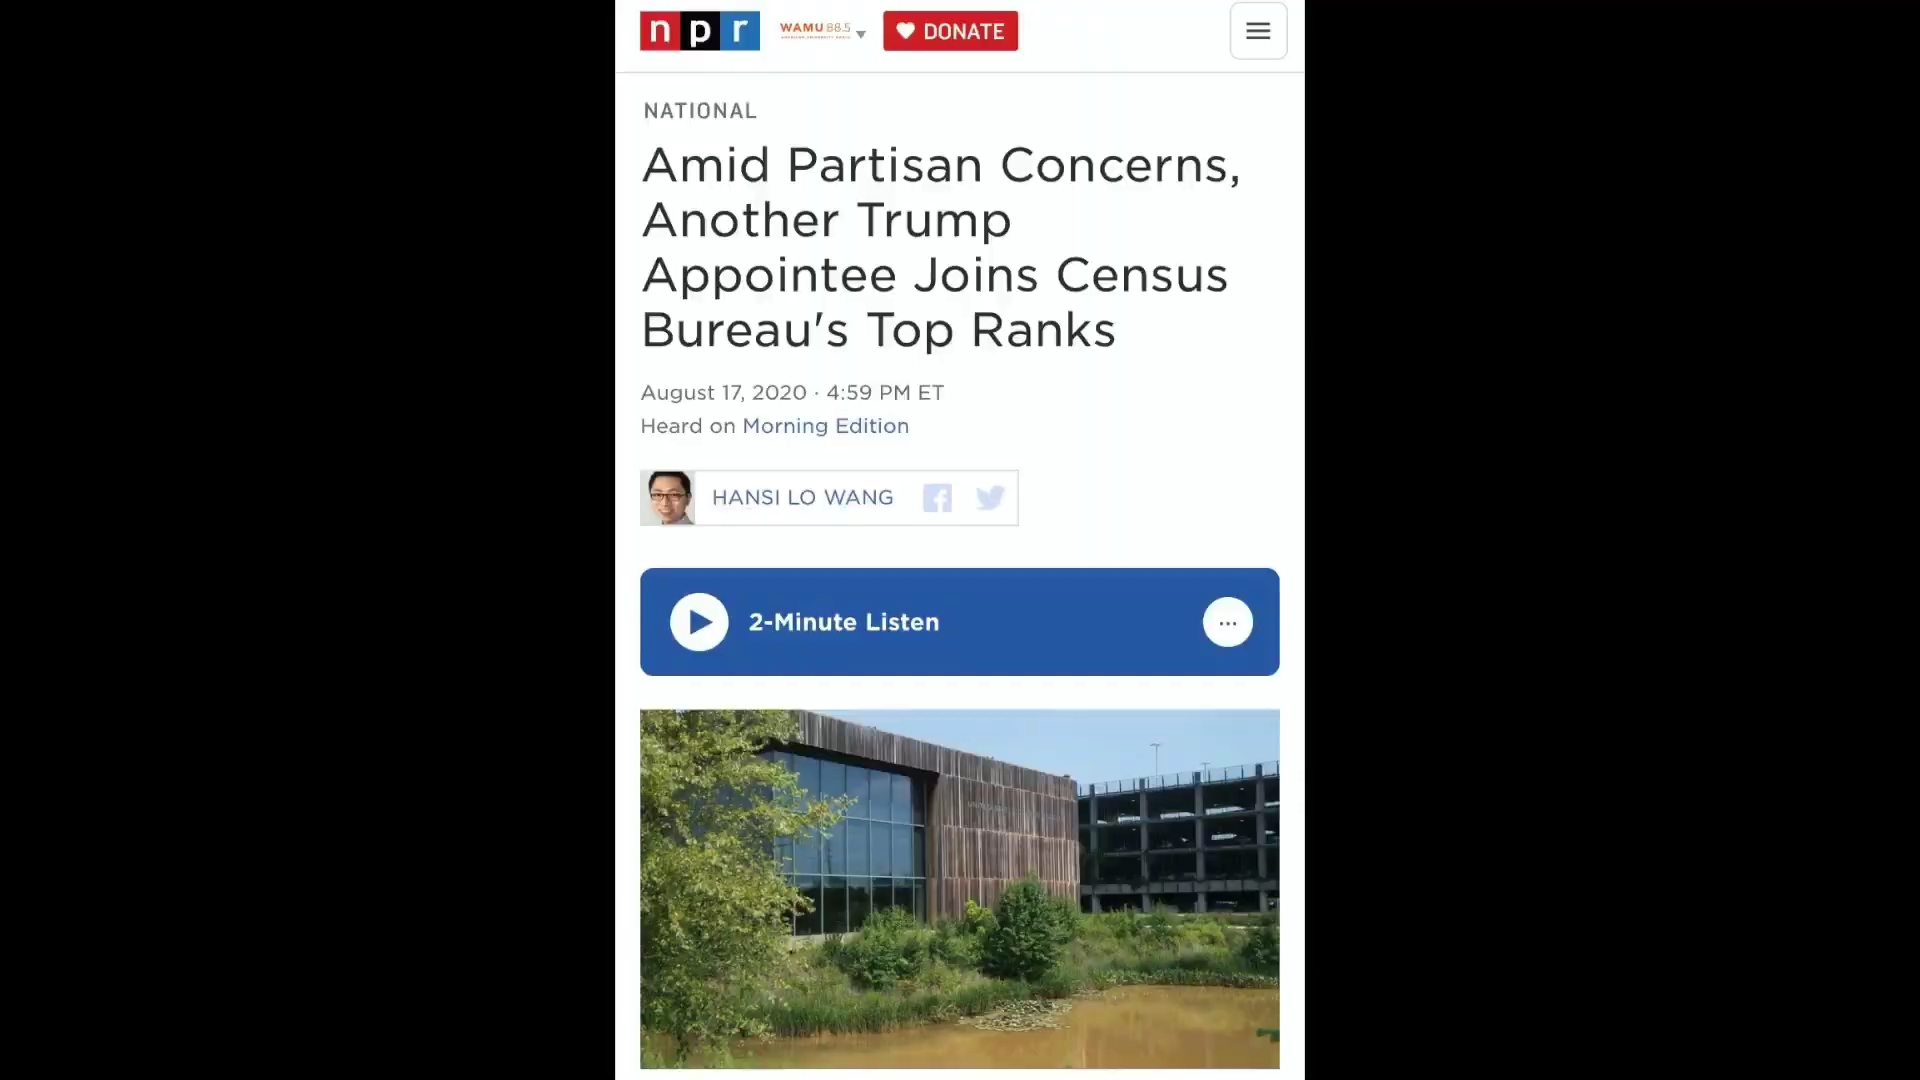 npr WAMU 88.5 DONATE
NATIONAL
Amid Partisan Concerns,
Another Trump
Appointee Joins Census
Bureau's Top Ranks
August 17, 2020 · 4:59 PM ET
Heard on Morning Edition
HANSI LO WANG
2-Minute Listen